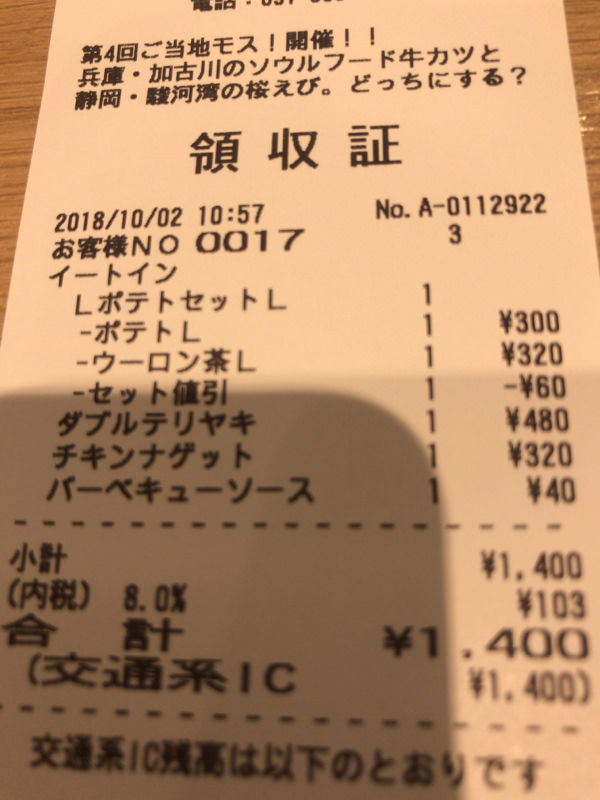 第4回ご当地モス！開催！！
兵庫・加古川のソウルフード牛カツと
静岡・駿河湾の桜えび。どっちにする？
領収証
2018/10/02 10:57 No. A-0112922
お客様NO 0017 3
イートイン
Lポテトセット L 1
-ポテト L 1 ¥300
-ウーロン茶 L 1 ¥320
-セット値引 1 -¥60
ダブルテリヤキ 1 ¥480
チキンナゲット 1 ¥320
バーベキューソース 1 ¥40
小計 ¥1,400
(内税) 8.0% ¥103
合計 ¥1,400
(交通系IC ¥1,400)
交通系IC残高は以下のとおりです